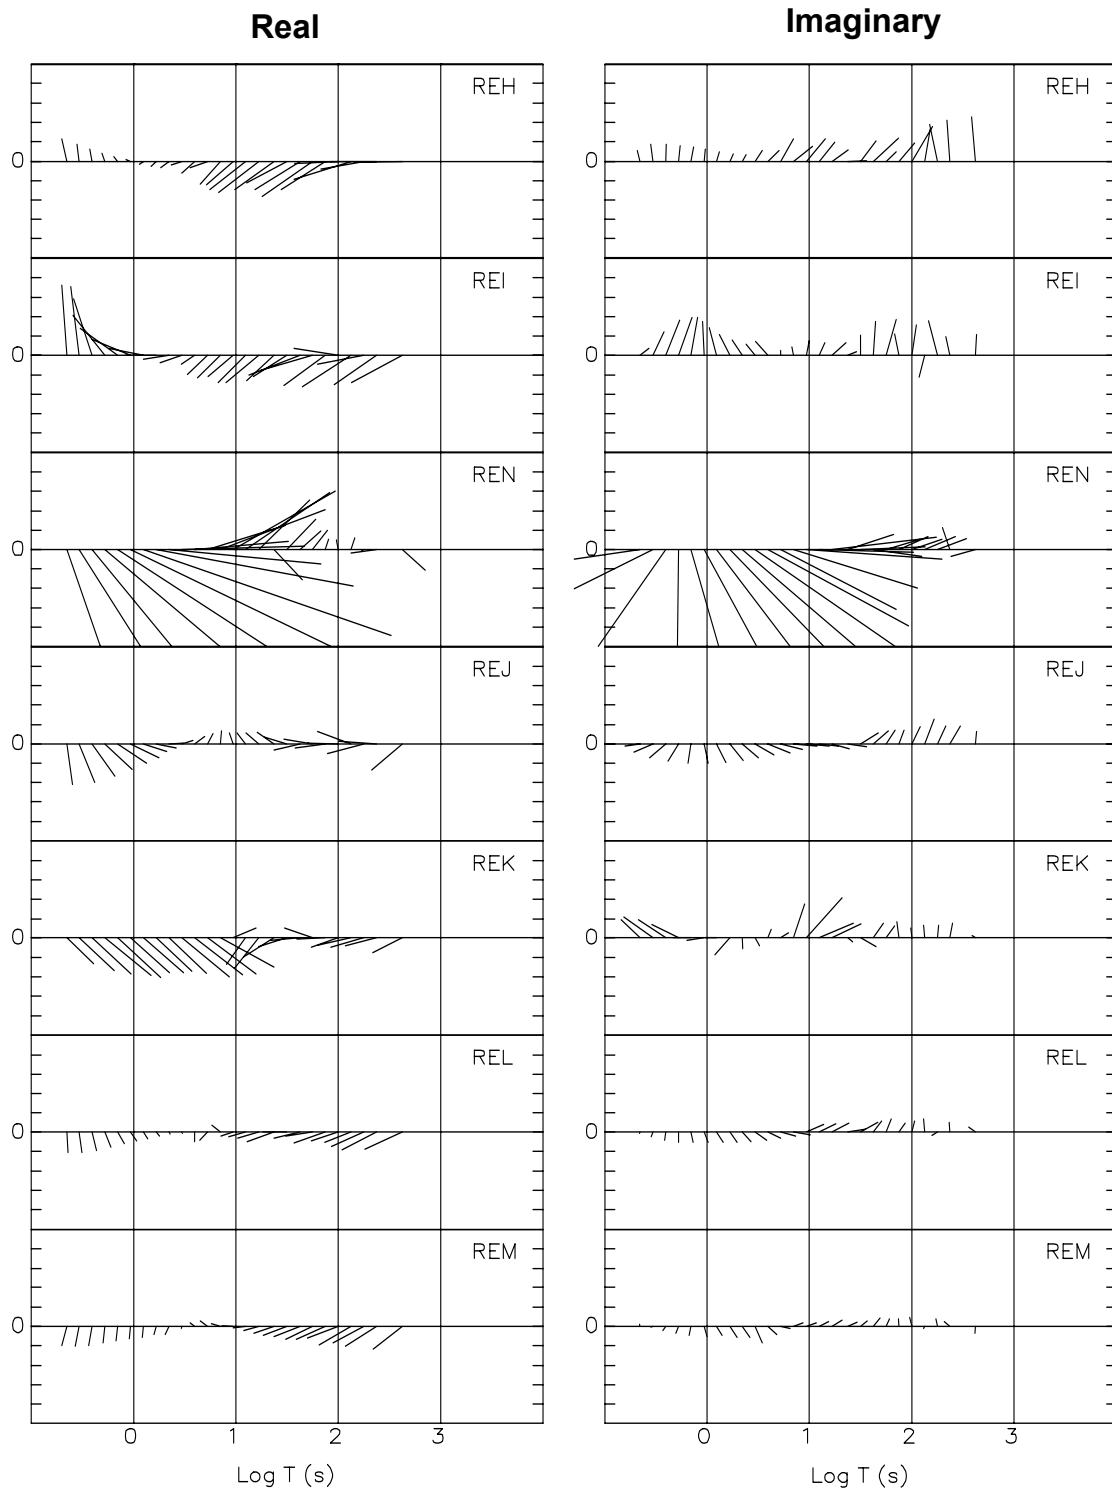 Real Imaginary
REH REH
0 0
REI REI
0 0
REN REN
0 0
REJ REJ
0 0
REK REK
0 0
REL REL
0 0
REM REM
0 0
0 1 2 3 0 1 2 3
Log T (s) Log T (s)